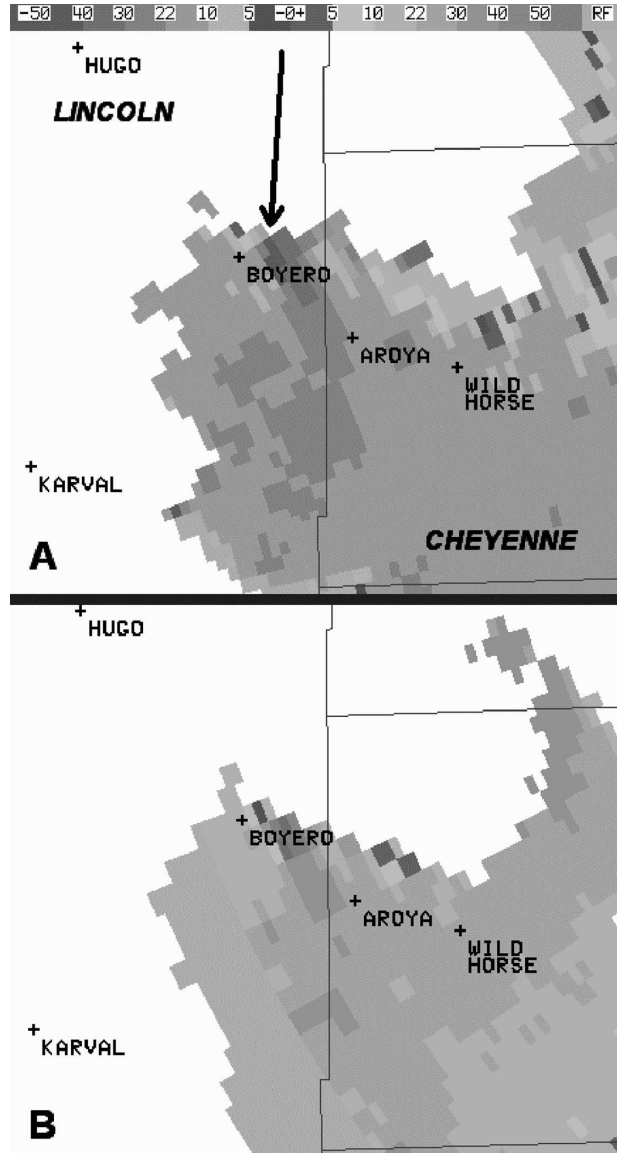 -50 40 30 22 10 5 -0+ 5 10 22 30 40 50 RF
HUGO
LINCOLN
BOYERO
AROYA
WILD
HORSE
KARVAL
A
CHEYENNE
HUGO
BOYERO
AROYA
WILD
HORSE
KARVAL
B